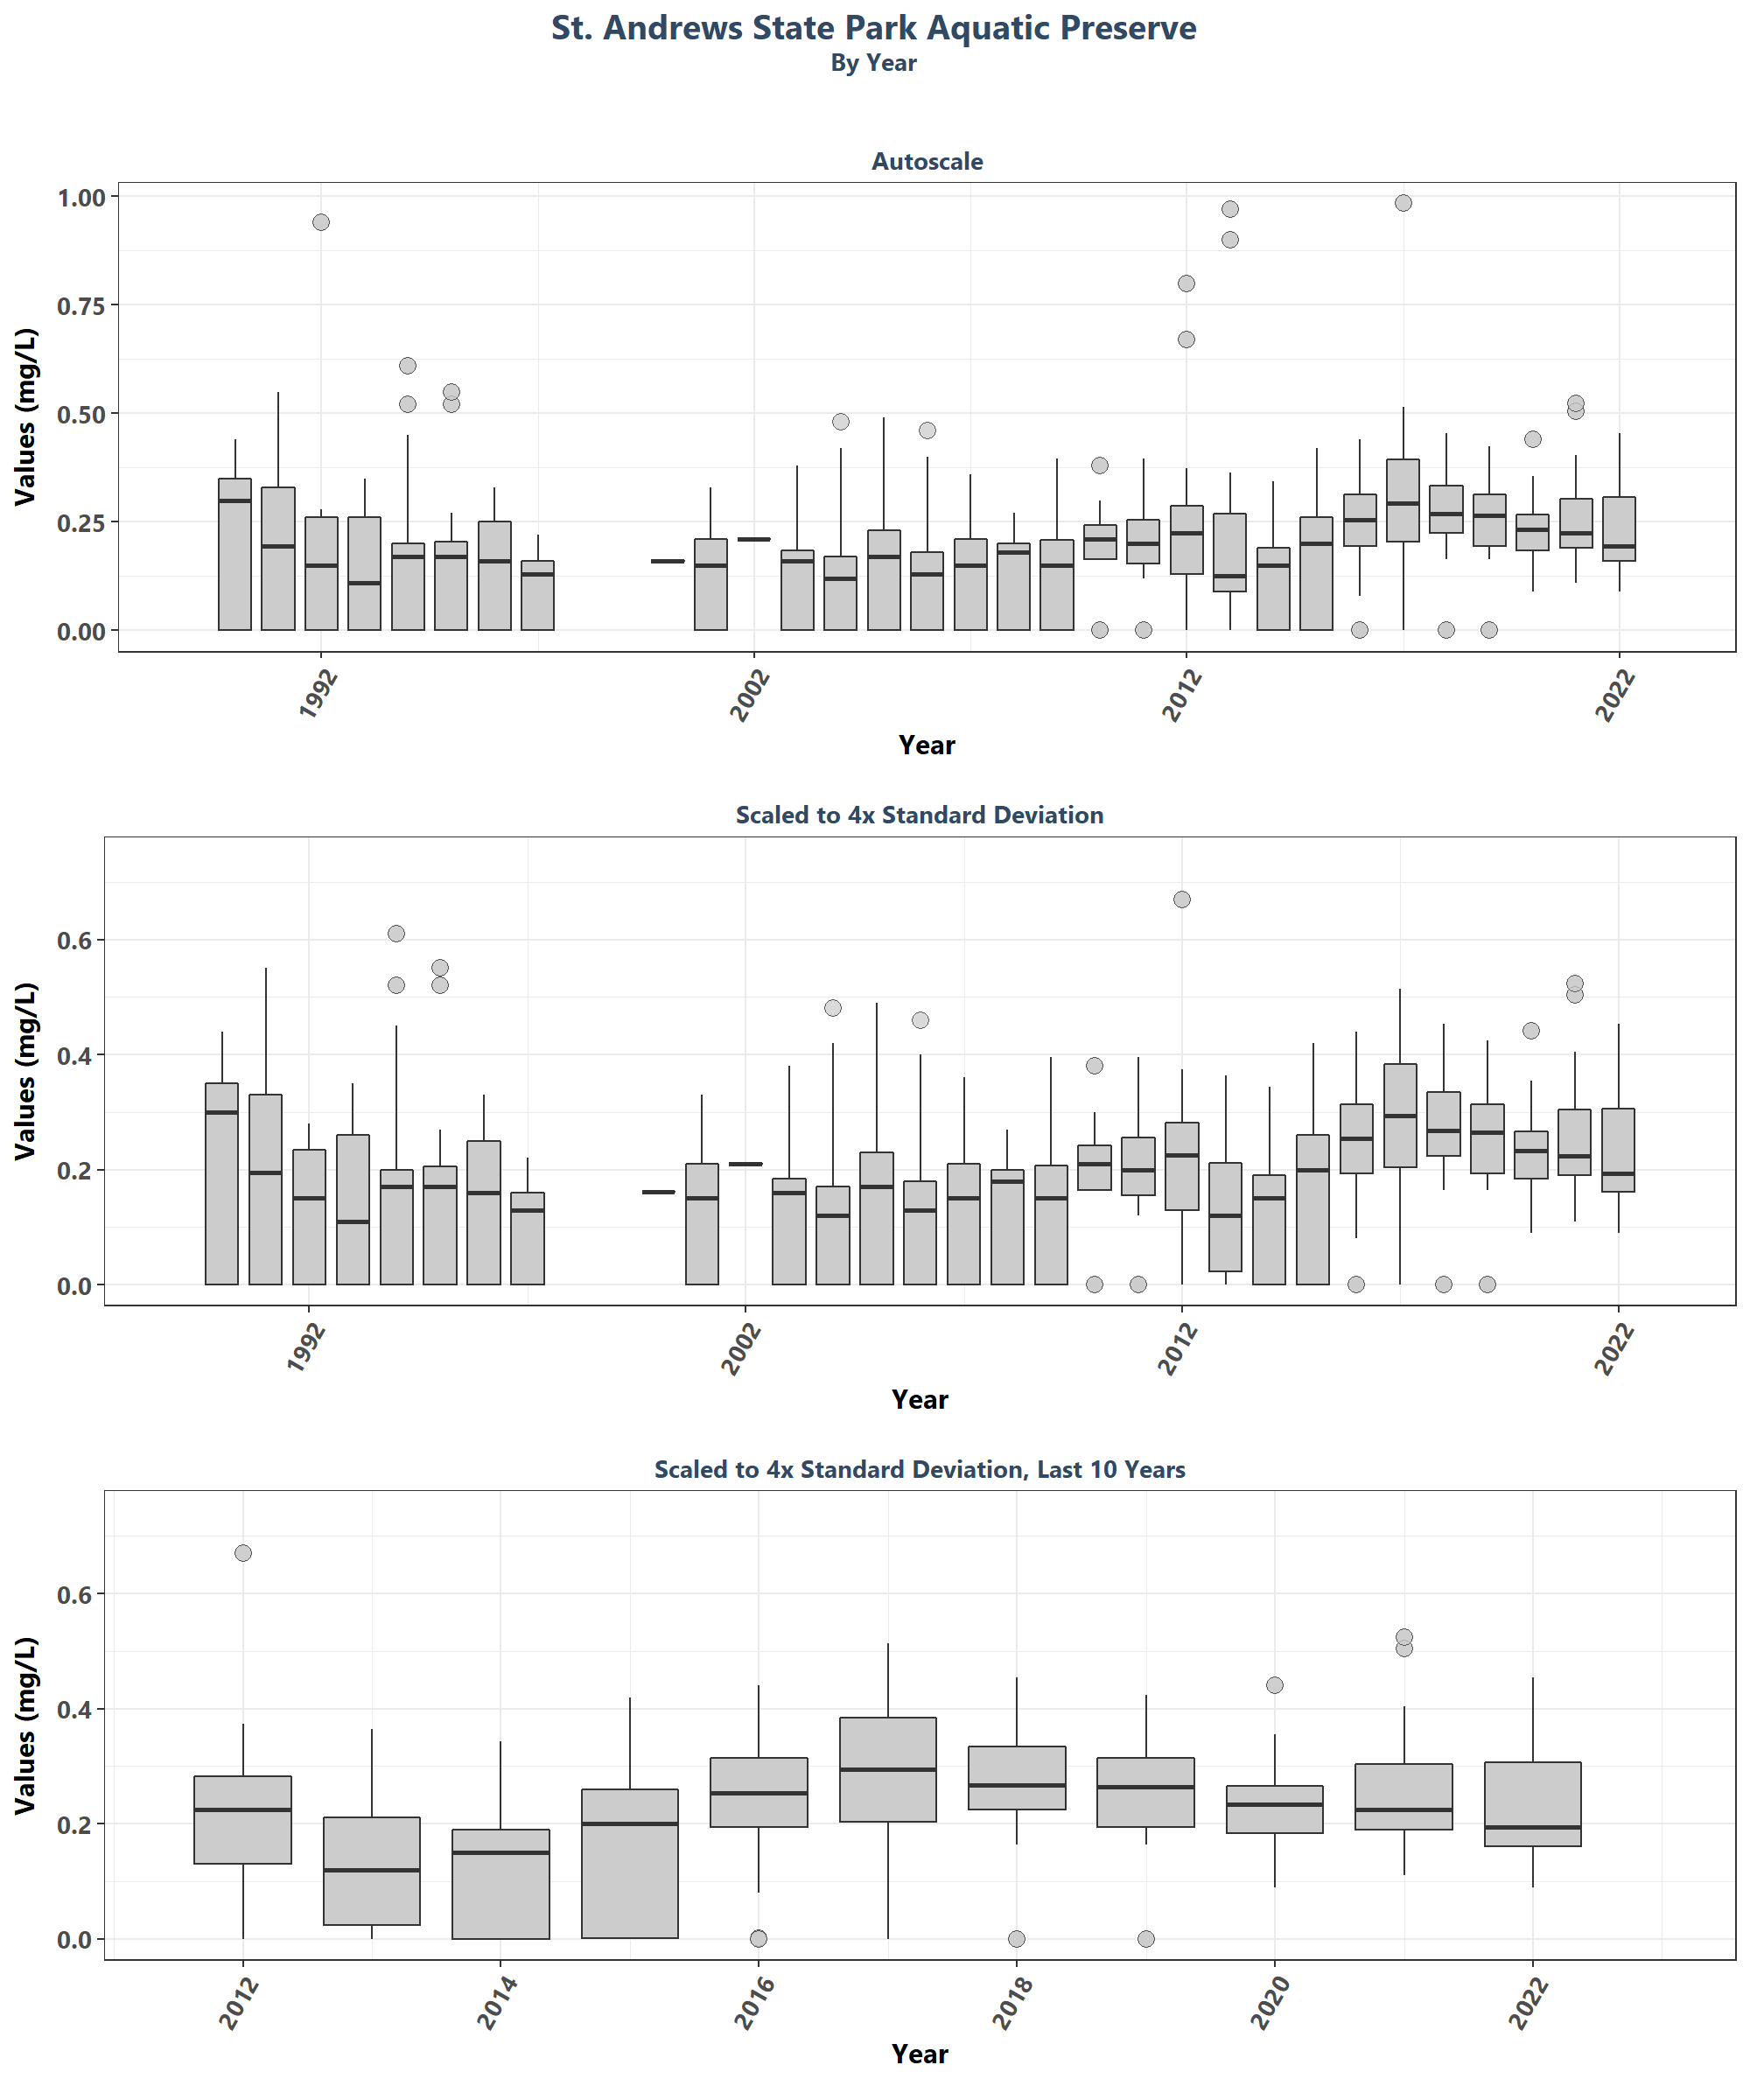 St. Andrews State Park Aquatic Preserve
By Year
Autoscale
Values (mg/L)
1.00
0.75
0.50
0.25
0.00
1992
2002
2012
2022
Year
Scaled to 4x Standard Deviation
Values (mg/L)
0.6
0.4
0.2
0.0
1992
2002
2012
2022
Year
Scaled to 4x Standard Deviation, Last 10 Years
Values (mg/L)
0.6
0.4
0.2
0.0
2012
2014
2016
2018
2020
2022
Year